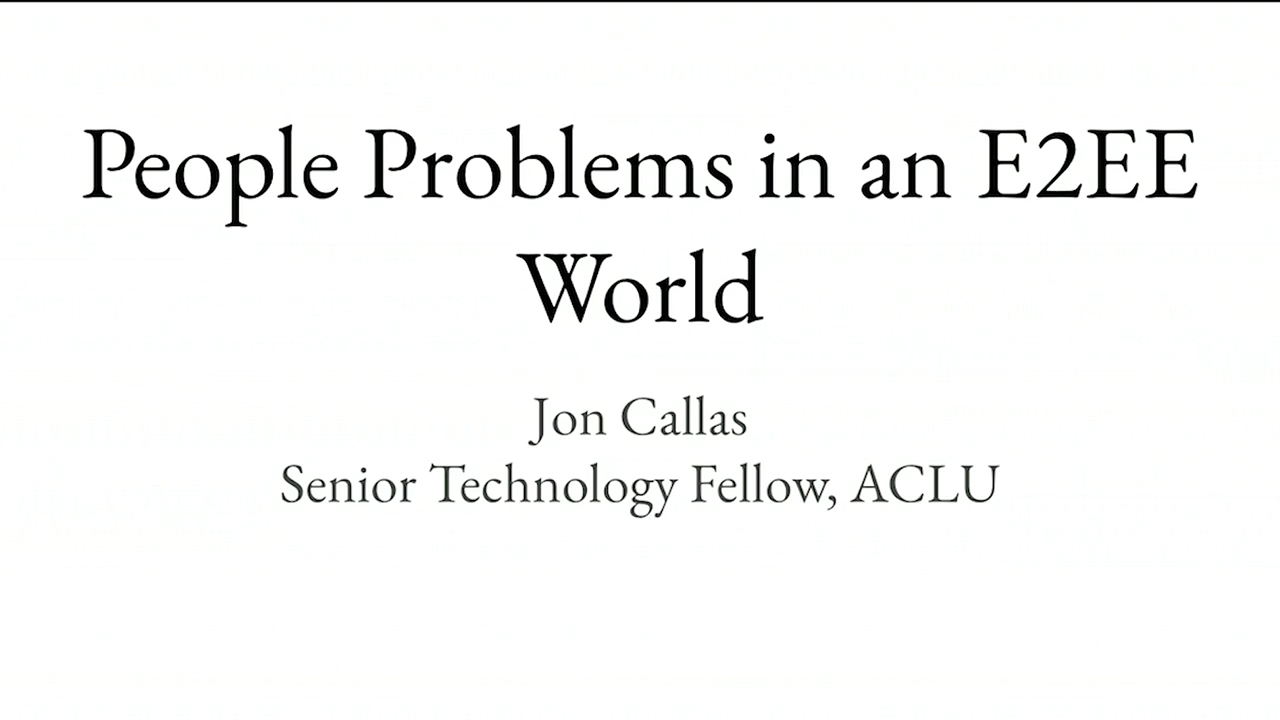 People Problems in an E2EE
World
Jon Callas
Senior Technology Fellow, ACLU